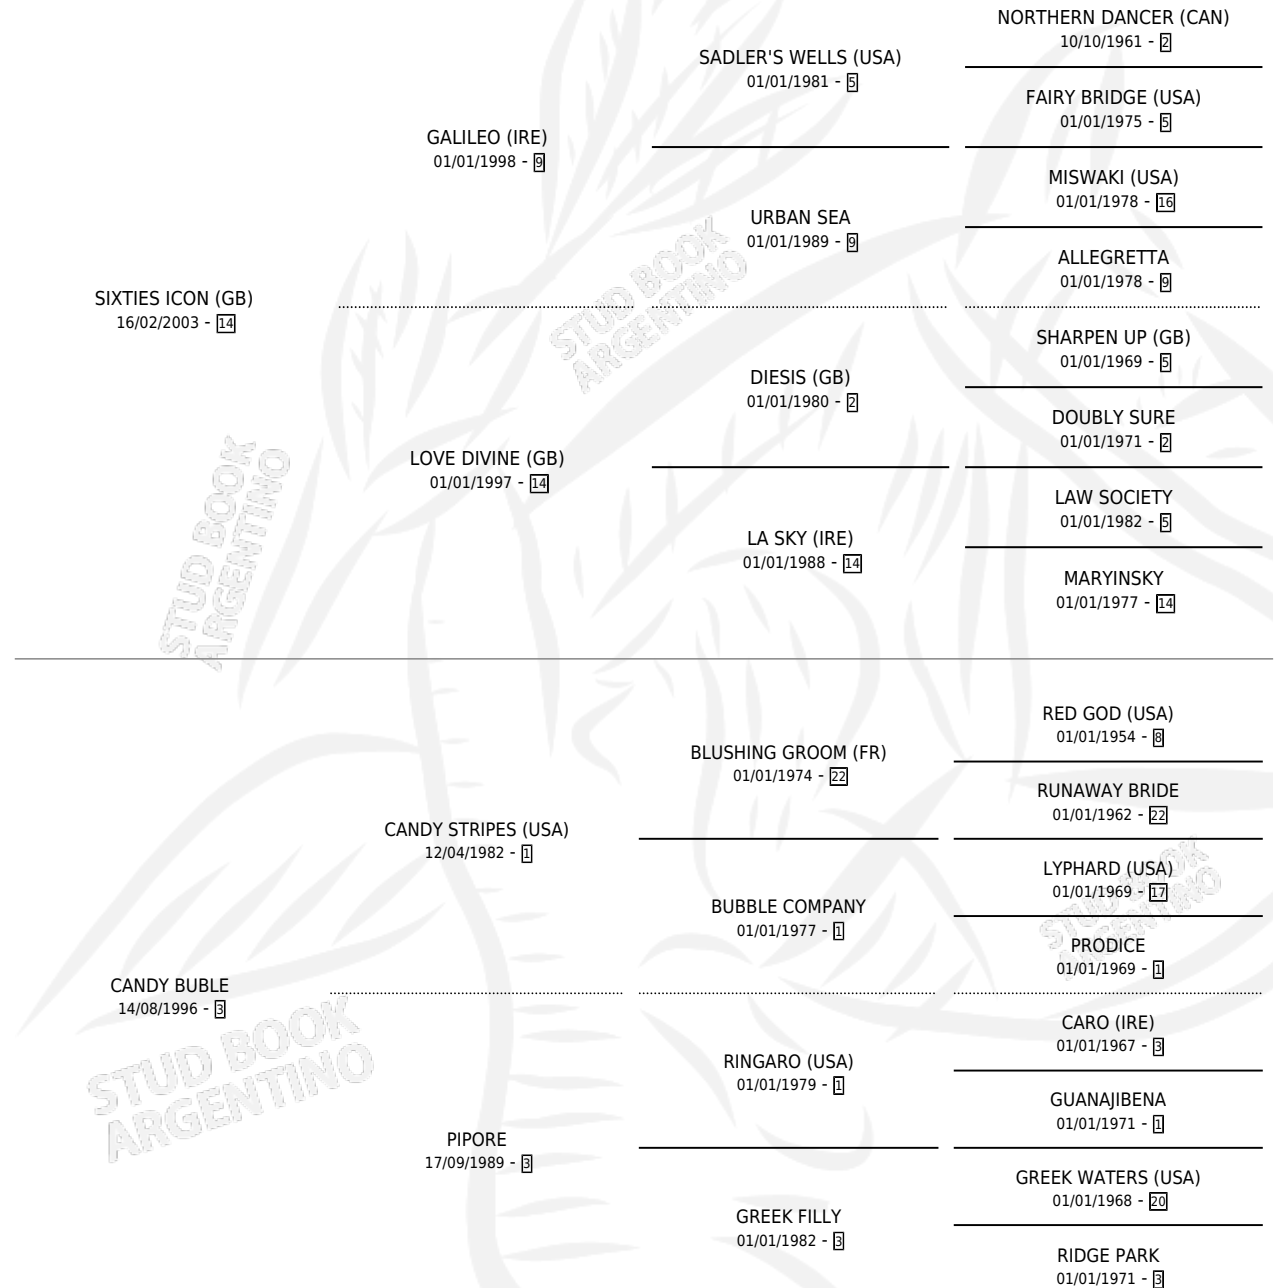 NORTHERN DANCER (CAN)
10/10/1961 - 2
SADLER'S WELLS (USA)
01/01/1981 - 5
FAIRY BRIDGE (USA)
01/01/1975 - 5
GALILEO (IRE)
01/01/1998 - 9
MISWAKI (USA)
01/01/1978 - 16
URBAN SEA
01/01/1989 - 9
ALLEGRETTA
01/01/1978 - 9
SIXTIES ICON (GB)
16/02/2003 - 14
SHARPEN UP (GB)
01/01/1969 - 5
DIESIS (GB)
01/01/1980 - 2
DOUBLY SURE
01/01/1971 - 2
LOVE DIVINE (GB)
01/01/1997 - 14
LAW SOCIETY
01/01/1982 - 5
LA SKY (IRE)
01/01/1988 - 14
MARYINSKY
01/01/1977 - 14
RED GOD (USA)
01/01/1954 - 8
BLUSHING GROOM (FR)
01/01/1974 - 22
RUNAWAY BRIDE
01/01/1962 - 22
CANDY STRIPES (USA)
12/04/1982 - 1
LYPHARD (USA)
01/01/1969 - 17
BUBBLE COMPANY
01/01/1977 - 1
PRODICE
01/01/1969 - 1
CANDY BUBLE
14/08/1996 - 3
CARO (IRE)
01/01/1967 - 3
RINGARO (USA)
01/01/1979 - 1
GUANAJIBENA
01/01/1971 - 1
PIPORE
17/09/1989 - 3
GREEK WATERS (USA)
01/01/1968 - 20
GREEK FILLY
01/01/1982 - 3
RIDGE PARK
01/01/1971 - 3
STUD BOOK
ARGENTINO
STUD BOOK
ARGENTINO
STUD BOOK
ARGENTINO
STUD BOOK
ARGENTINO